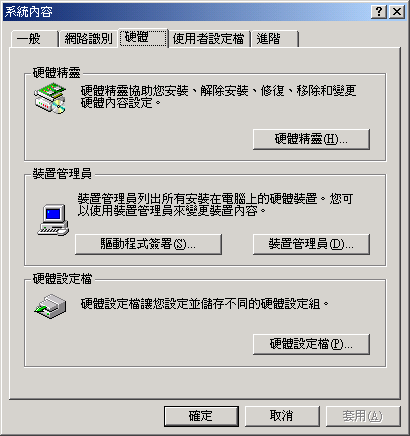 系統內容
一般
網路識別
硬體
使用者設定檔
進階
硬體精靈
硬體精靈協助您安裝、解除安裝、修復、移除和變更
硬體內容設定。
硬體精靈(H)...
裝置管理員
裝置管理員列出所有安裝在電腦上的硬體裝置。您可
以使用裝置管理員來變更裝置內容。
驅動程式簽署(S)...
裝置管理員(D)...
硬體設定檔
硬體設定檔讓您設定並儲存不同的硬體設定組。
硬體設定檔(P)...
確定
取消
套用(A)